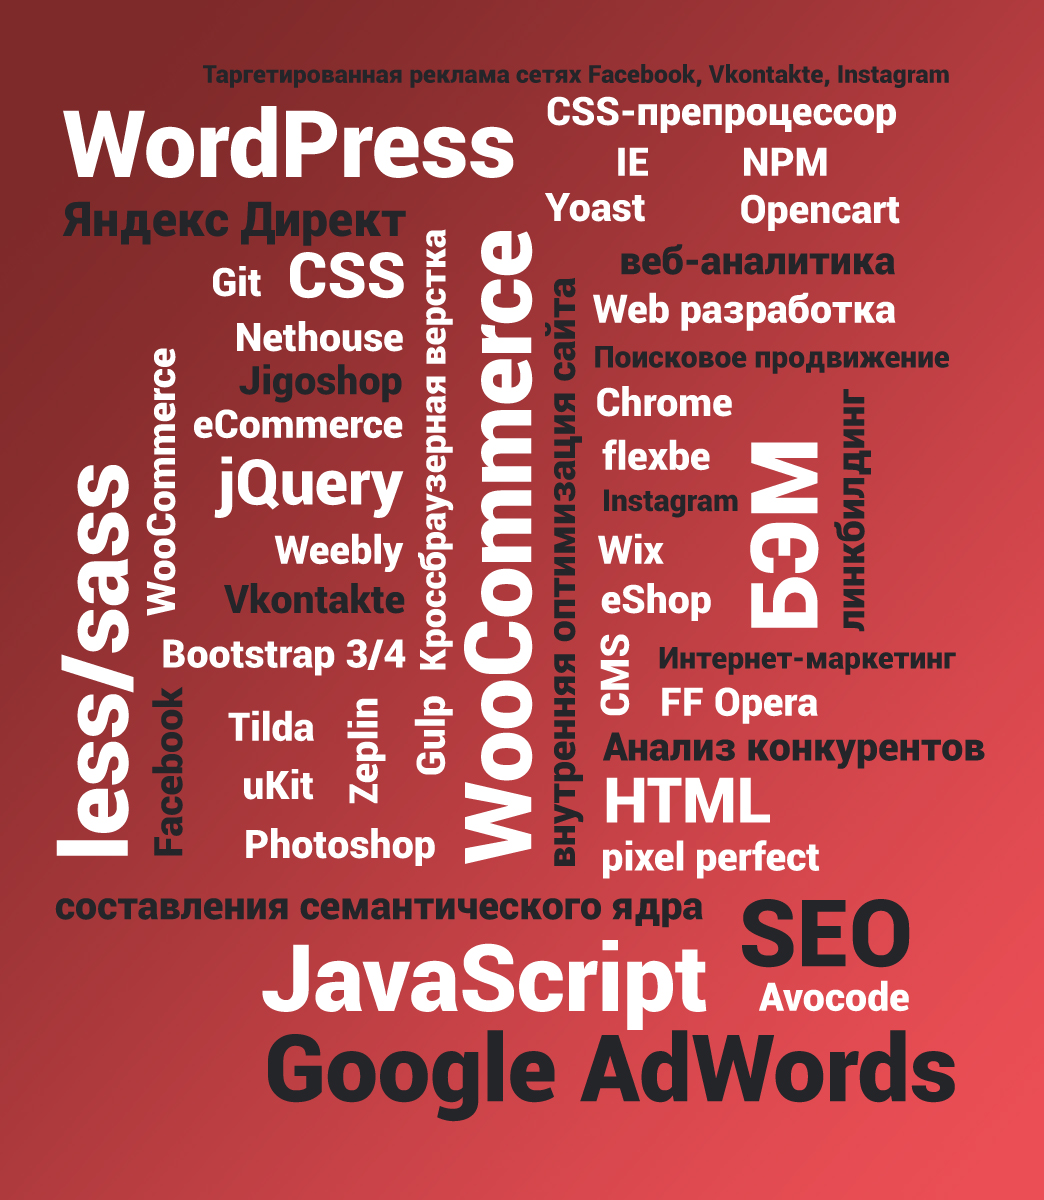 Таргетированная реклама сетях Facebook, Vkontakte, Instagram
WordPress
CSS-препроцессор
IE
NPM
Yoast
Opencart
Яндекс Директ
веб-аналитика
Git
CSS
Web разработка
Nethouse
Поисковое продвижение
Jigoshop
Chrome
eCommerce
flexbe
jQuery
Instagram
Weebly
Wix
Vkontakte
eShop
Bootstrap 3/4
less/sass
WooCommerce
Facebook
Кроссбраузерная верстка
WooCommerce
внутренняя оптимизация сайта
БЭМ
линкбилдинг
CMS
Интернет-маркетинг
FF Opera
Tilda
Zeplin
Gulp
Анализ конкурентов
uKit
HTML
Photoshop
pixel perfect
составления семантического ядра
SEO
JavaScript
Avocode
Google AdWords